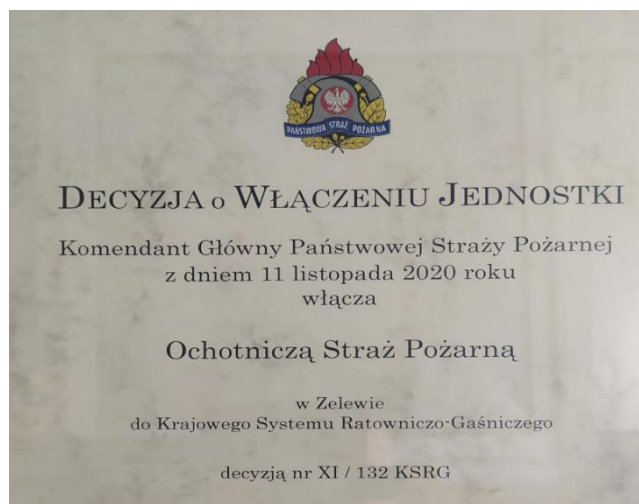 PAŃSTWOWA STRAŻ POŻARNA
DECYZJA o WŁĄCZENIU JEDNOSTKI
Komendant Główny Państwowej Straży Pożarnej
z dniem 11 listopada 2020 roku
włącza
Ochotniczą Straż Pożarną
w Zelewie
do Krajowego Systemu Ratowniczo-Gaśniczego
decyzją nr XI / 132 KSRG